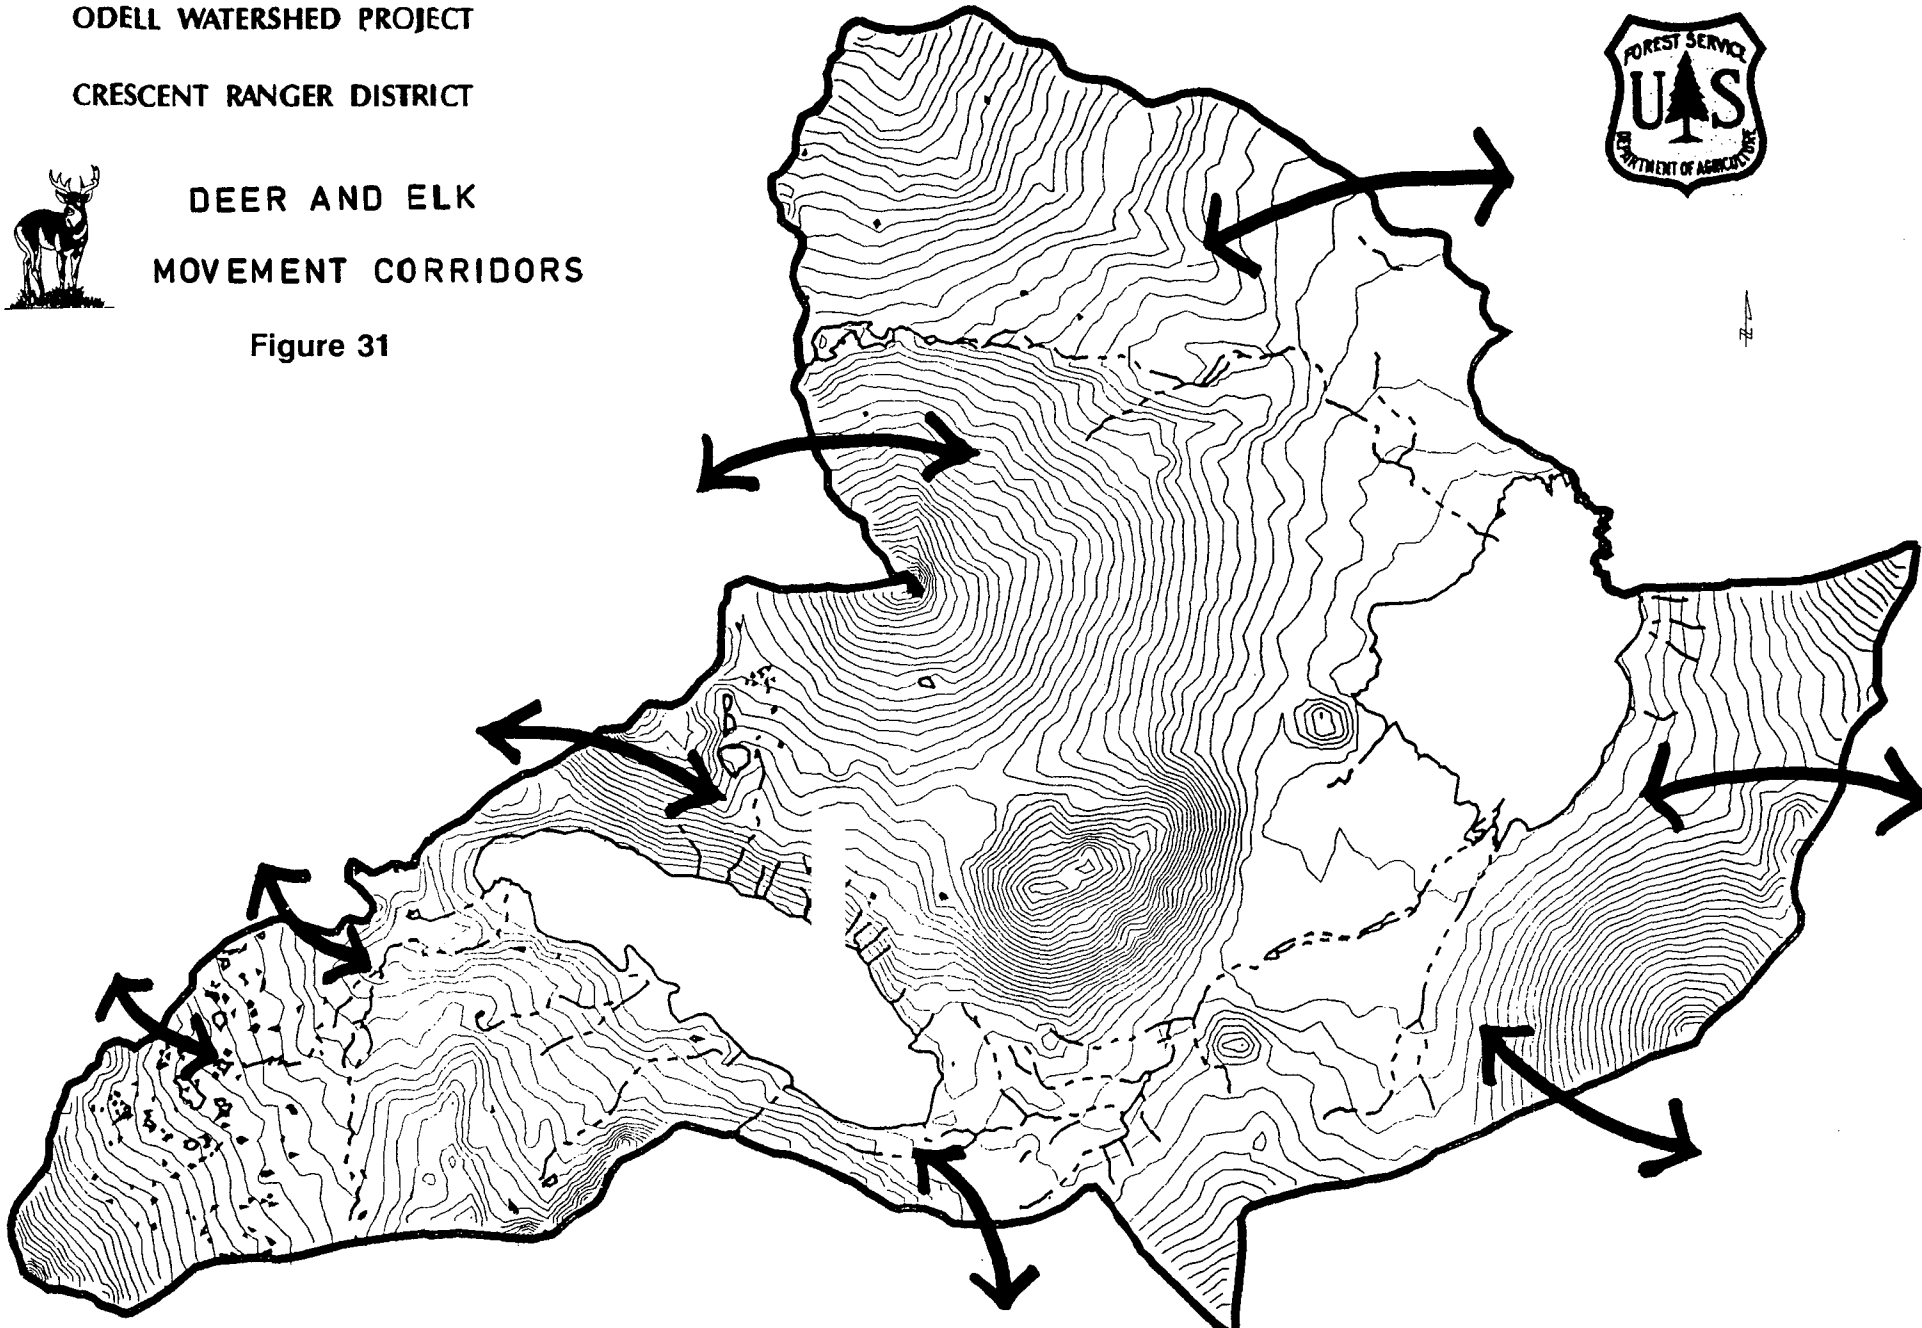 ODELL WATERSHED PROJECT
CRESCENT RANGER DISTRICT
DEER AND ELK
MOVEMENT CORRIDORS
Figure 31
FOREST SERVICE
U S
DEPARTMENT OF AGRICULTURE
N